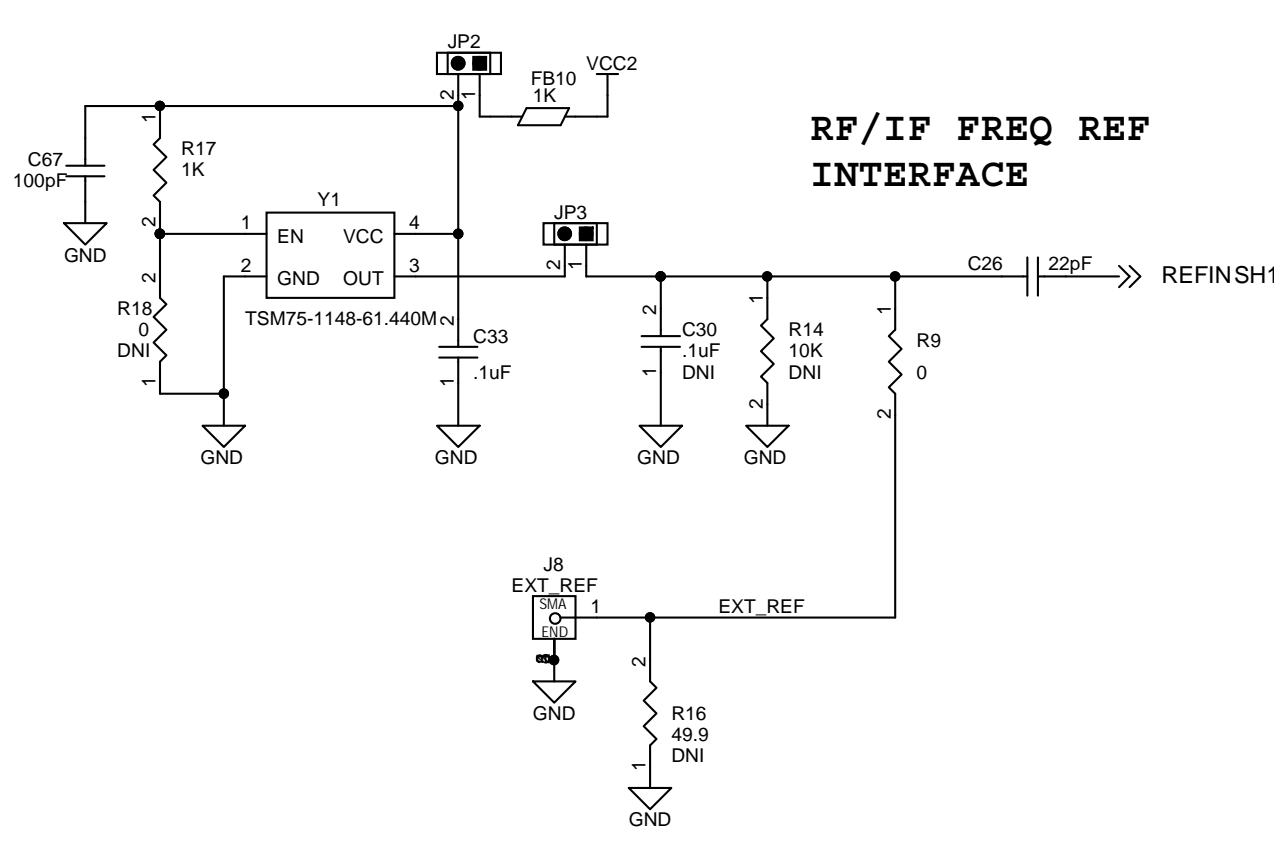 JP2
2
1
FB10
1K
VCC2
RF/IF FREQ REF
INTERFACE
C67
100pF
GND
1
R17
1K
2
Y1
1
EN
VCC
4
2
GND
OUT
3
TSM75-1148-61.440M
JP3
2
1
C26
22pF
REFINSH1
2
R18
0
DNI
1
GND
2
C33
.1uF
1
GND
2
C30
.1uF
DNI
1
GND
1
R14
10K
DNI
2
GND
1
R9
0
2
J8
EXT_REF
SMA
END
1
EXT_REF
GND
2
R16
49.9
DNI
1
GND